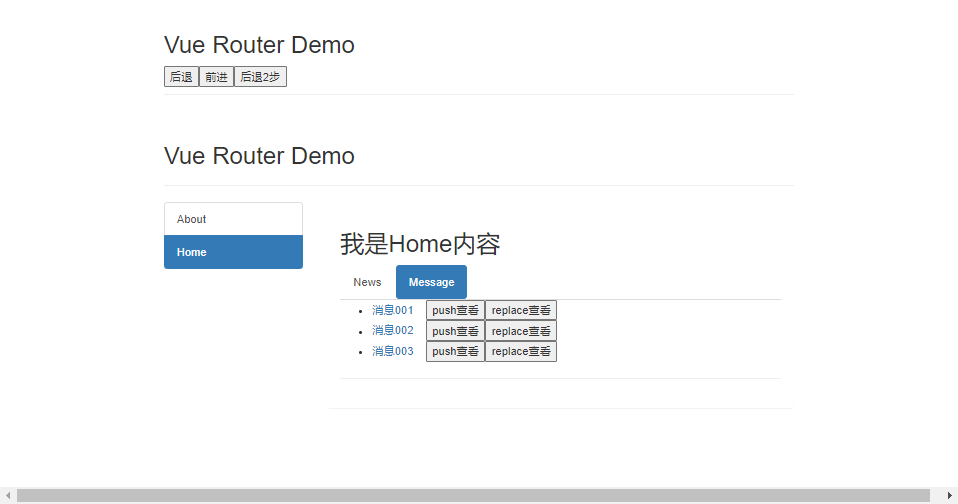 Vue Router Demo
后退 前进 后退2步
Vue Router Demo
About
Home
我是Home内容
News Message
消息001 push查看 replace查看
消息002 push查看 replace查看
消息003 push查看 replace查看